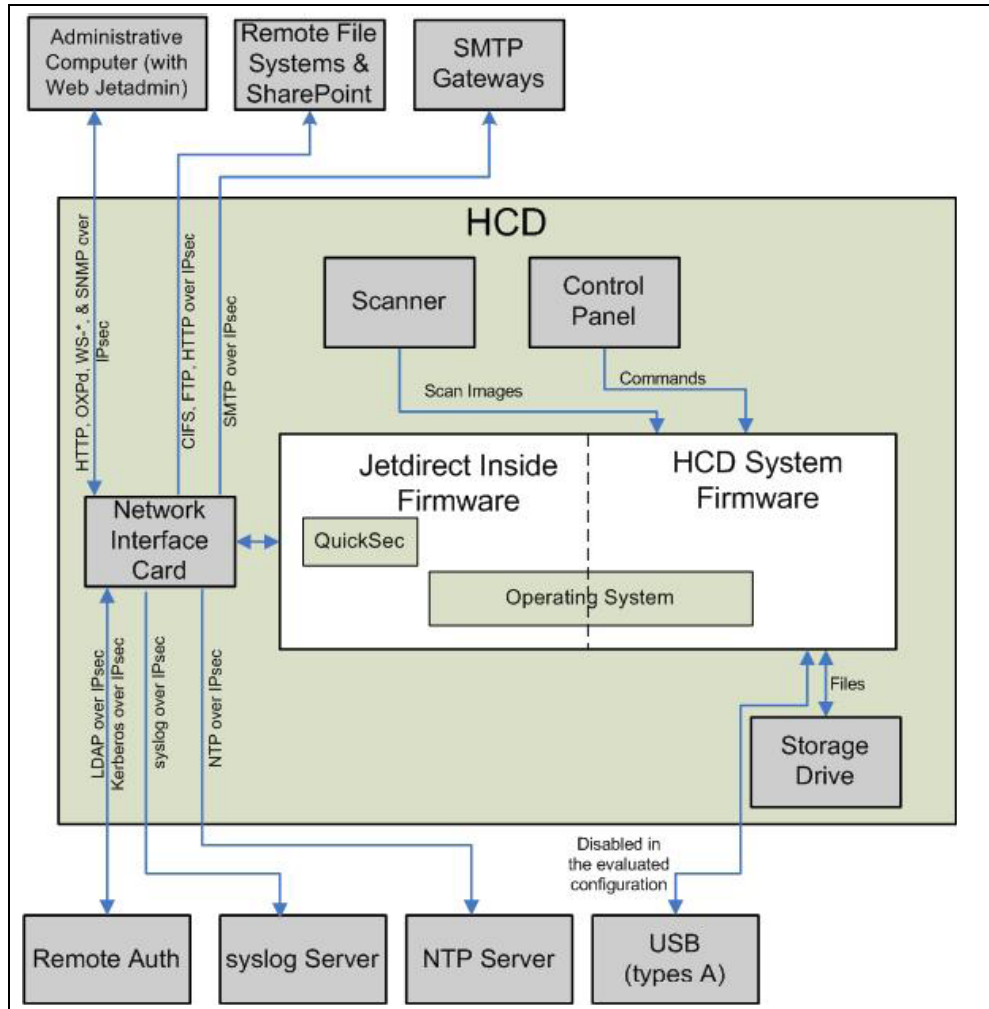 Administrative
Computer (with
Web Jetadmin)
Remote File
Systems &
SharePoint
SMTP
Gateways
HCD
HTTP, OXPd, WS-*, & SNMP over
IPsec
CIFS, FTP, HTTP over IPsec
SMTP over IPsec
Scanner
Control
Panel
Scan Images
Commands
Jetdirect Inside
Firmware
HCD System
Firmware
Network
Interface
Card
QuickSec
Operating System
LDAP over IPsec
Kerberos over IPsec
syslog over IPsec
NTP over IPsec
Files
Storage
Drive
Disabled in
the evaluated
configuration
Remote Auth
syslog Server
NTP Server
USB
(types A)